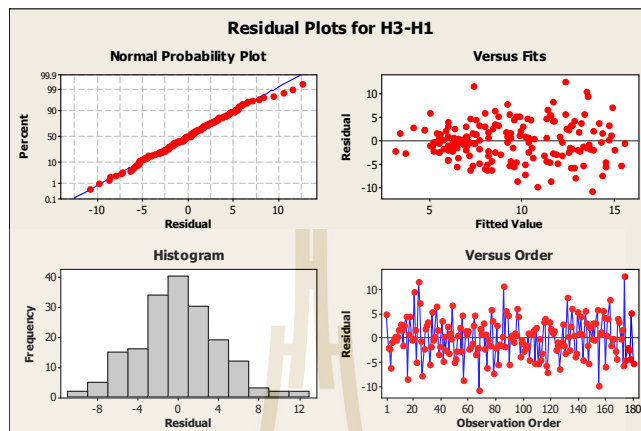 Residual Plots for H3-H1
Normal Probability Plot
99.9
99
90
50
10
1
0.1
Percent
-10 -5 0 5 10
Residual
Versus Fits
10
5
0
-5
-10
Residual
5 10 15
Fitted Value
Histogram
40
30
20
10
0
Frequency
-8 -4 0 4 8 12
Residual
Versus Order
10
5
0
-5
-10
Residual
1 20 40 60 80 100 120 140 160 180
Observation Order